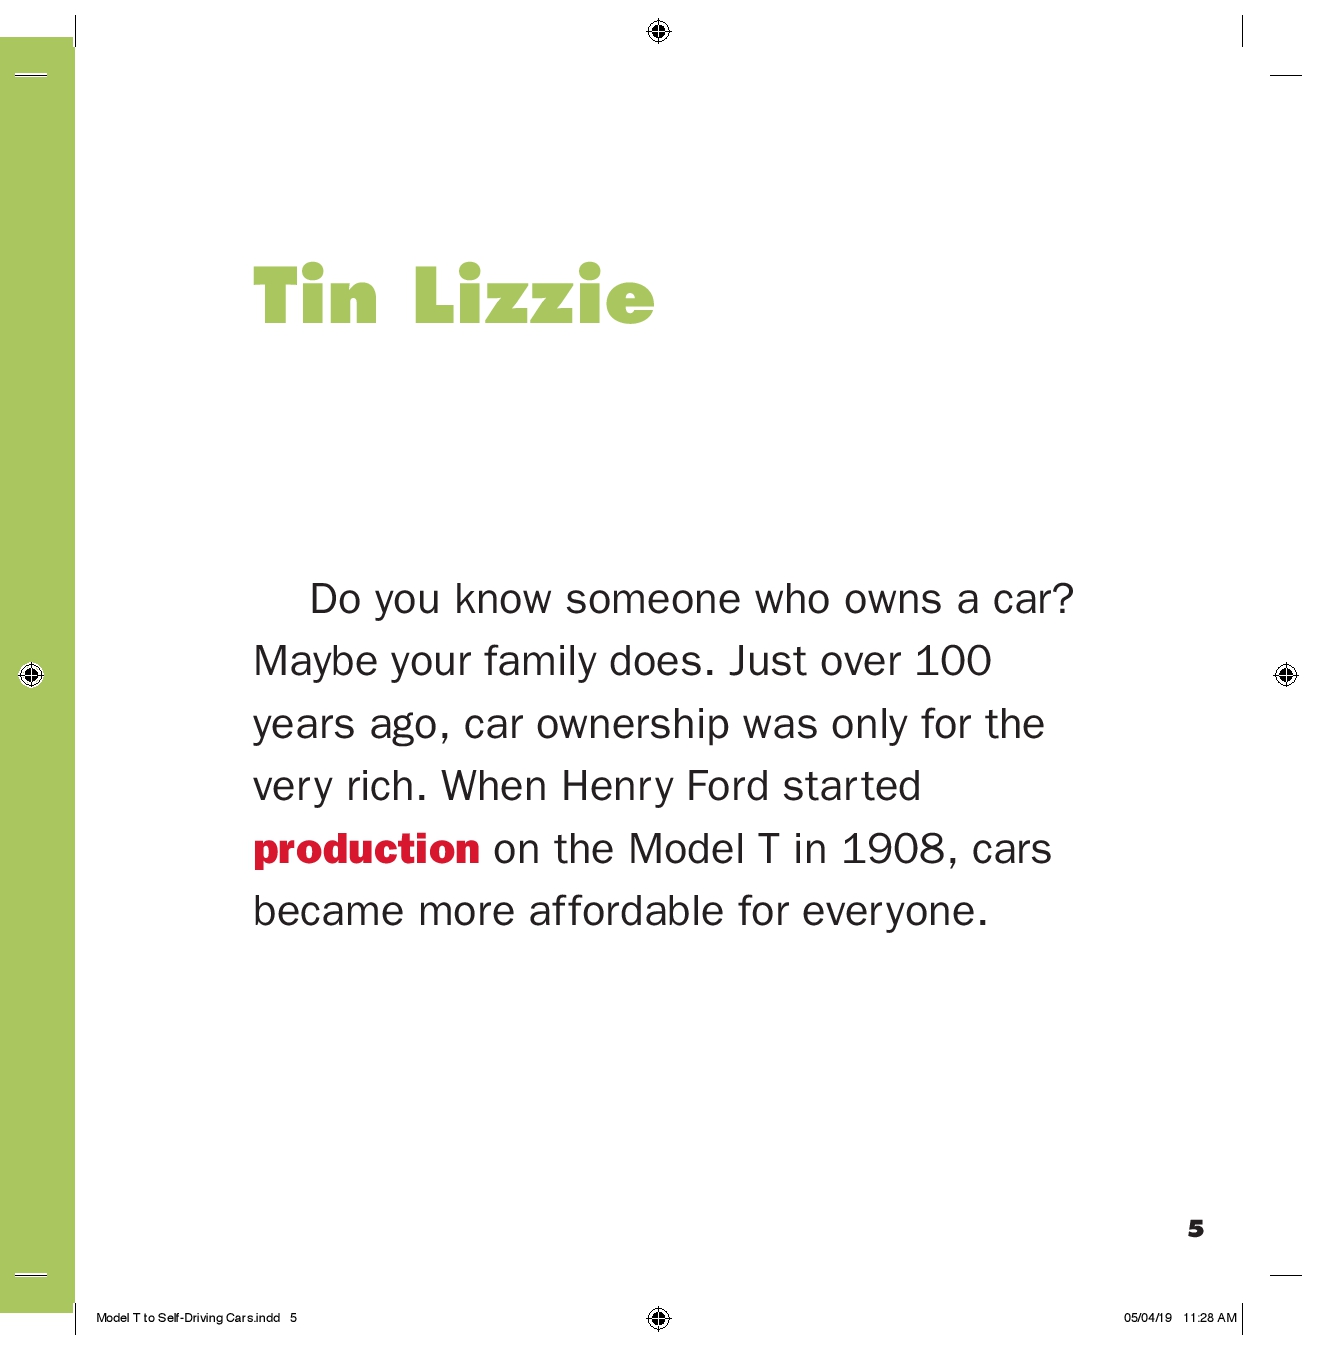 Tin Lizzie
Do you know someone who owns a car?
Maybe your family does. Just over 100
years ago, car ownership was only for the
very rich. When Henry Ford started
production on the Model T in 1908, cars
became more affordable for everyone.
5
Model T to Self-Driving Cars.indd   5
05/04/19   11:28 AM